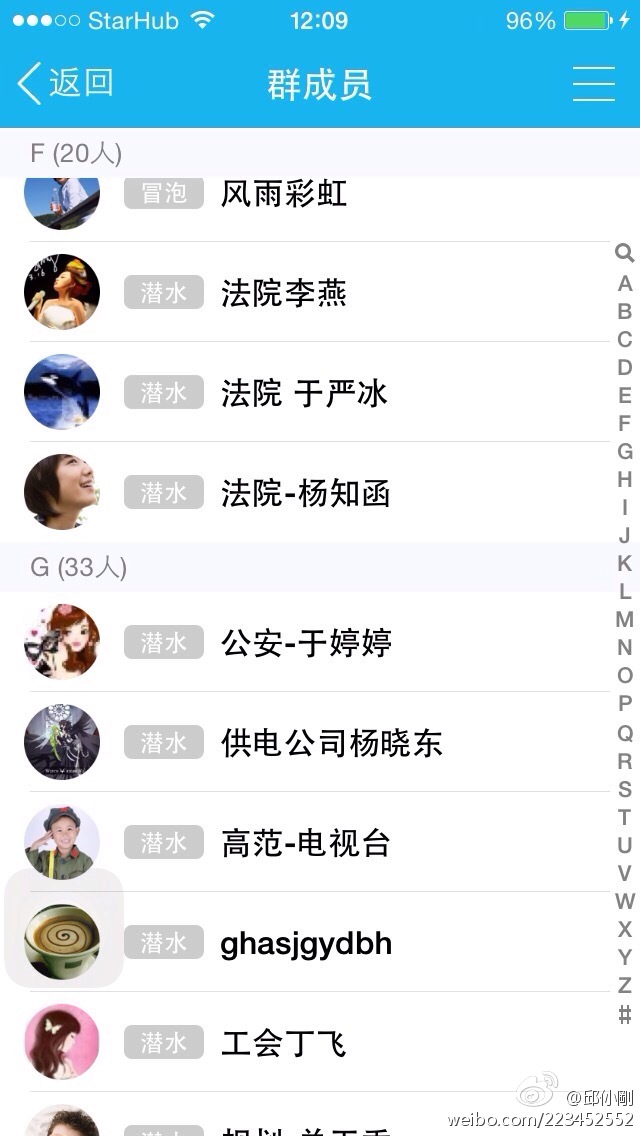 StarHub 12:09 96%
返回 群成员
F (20人)
冒泡 风雨彩虹
潜水 法院李燕
潜水 法院 于严冰
潜水 法院-杨知函
G (33人)
潜水 公安-于婷婷
潜水 供电公司杨晓东
潜水 高范-电视台
潜水 ghasjgydbh
潜水 工会丁飞
A
B
C
D
E
F
G
H
I
J
K
L
M
N
O
P
Q
R
S
T
U
V
W
X
Y
Z
#
weibo.com/223452552